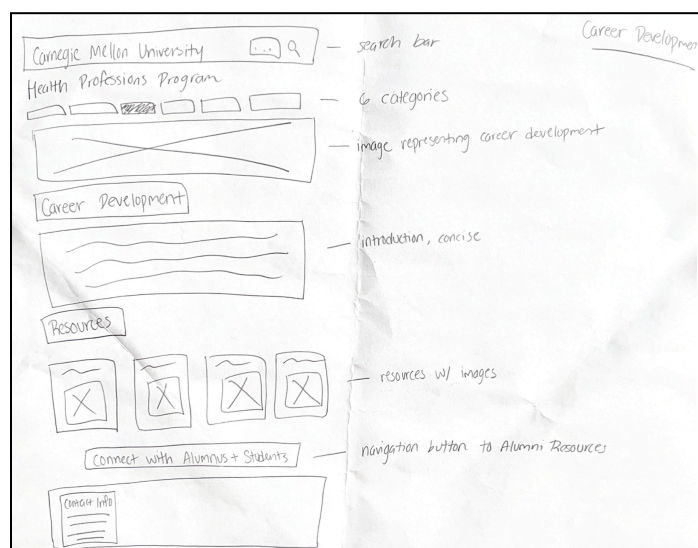 Career Development
Carnegie Mellon University ...
search bar
Health Professions Program
6 categories
image representing career development
Career Development
introduction, concise
Resources
resources w/ images
Connect with Alumnus + Students
navigation button to Alumni Resources
Contact Info